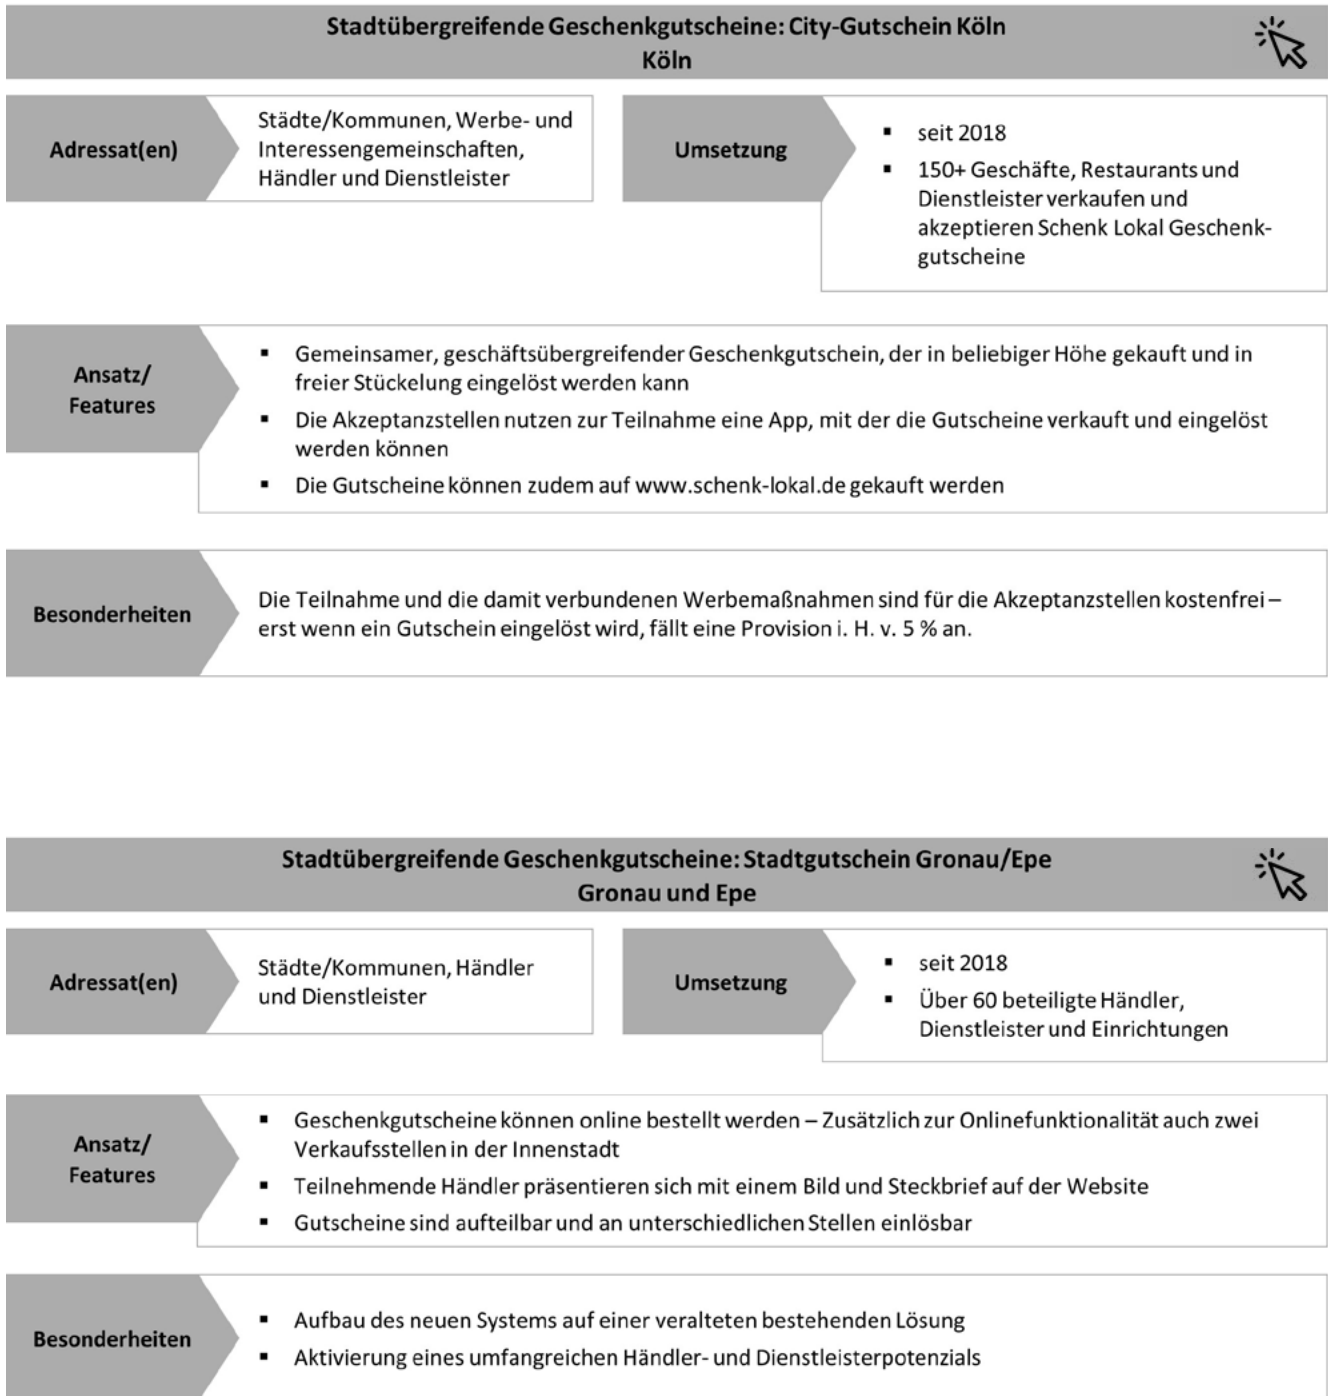 Stadtübergreifende Geschenkgutscheine: City-Gutschein Köln
Köln
Adressat(en)
Städte/Kommunen, Werbe- und
Interessengemeinschaften,
Händler und Dienstleister
Umsetzung
▪ seit 2018
▪ 150+ Geschäfte, Restaurants und
Dienstleister verkaufen und
akzeptieren Schenk Lokal Geschenk-
gutscheine
Ansatz/
Features
▪ Gemeinsamer, geschäftsübergreifender Geschenkgutschein, der in beliebiger Höhe gekauft und in
freier Stückelung eingelöst werden kann
▪ Die Akzeptanzstellen nutzen zur Teilnahme eine App, mit der die Gutscheine verkauft und eingelöst
werden können
▪ Die Gutscheine können zudem auf www.schenk-lokal.de gekauft werden
Besonderheiten
Die Teilnahme und die damit verbundenen Werbemaßnahmen sind für die Akzeptanzstellen kostenfrei –
erst wenn ein Gutschein eingelöst wird, fällt eine Provision i. H. v. 5 % an.
Stadtübergreifende Geschenkgutscheine: Stadtgutschein Gronau/Epe
Gronau und Epe
Adressat(en)
Städte/Kommunen, Händler
und Dienstleister
Umsetzung
▪ seit 2018
▪ Über 60 beteiligte Händler,
Dienstleister und Einrichtungen
Ansatz/
Features
▪ Geschenkgutscheine können online bestellt werden – Zusätzlich zur Onlinefunktionalität auch zwei
Verkaufsstellen in der Innenstadt
▪ Teilnehmende Händler präsentieren sich mit einem Bild und Steckbrief auf der Website
▪ Gutscheine sind aufteilbar und an unterschiedlichen Stellen einlösbar
Besonderheiten
▪ Aufbau des neuen Systems auf einer veralteten bestehenden Lösung
▪ Aktivierung eines umfangreichen Händler- und Dienstleisterpotenzials